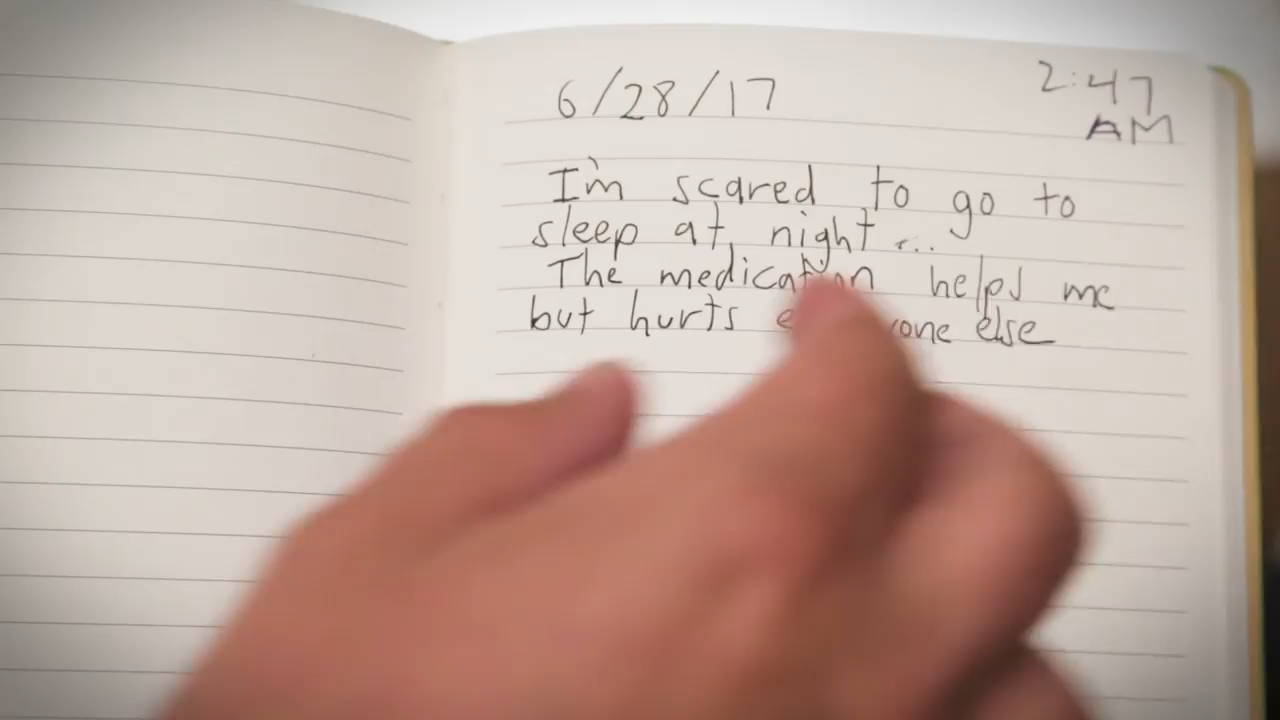 6/28/17
2:47
AM
I'm scared to go to
sleep at night...
The medication helps me
but hurts else